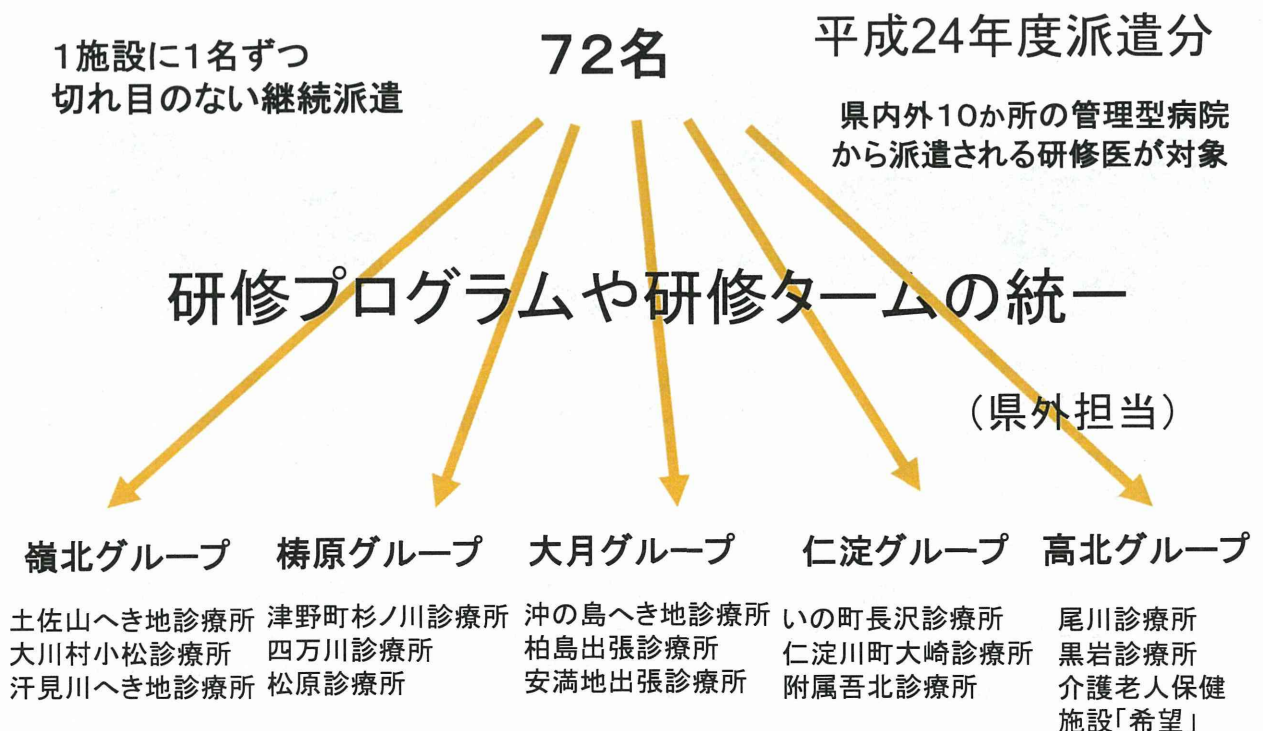 1施設に1名ずつ
切れ目のない継続派遣
72名
平成24年度派遣分
県内外10か所の管理型病院
から派遣される研修医が対象
研修プログラムや研修タームの統一
(県外担当)
嶺北グループ
土佐山へき地診療所
大川村小松診療所
汗見川へき地診療所
梼原グループ
津野町杉ノ川診療所
四万川診療所
松原診療所
大月グループ
沖の島へき地診療所
柏島出張診療所
安満地出張診療所
仁淀グループ
いの町長沢診療所
仁淀川町大崎診療所
附属吾北診療所
高北グループ
尾川診療所
黒岩診療所
介護老人保健
施設「希望」